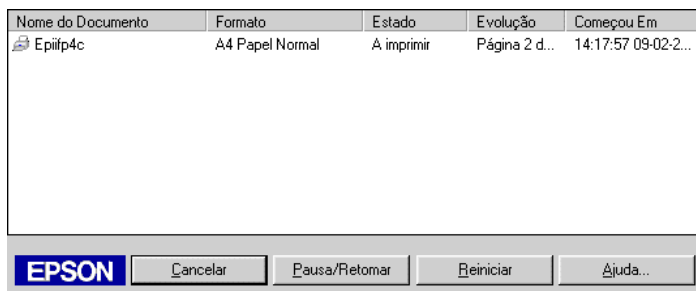 Nome do Documento Formato Estado Evolução Começou Em
Epiifp4c A4 Papel Normal A imprimir Página 2 d... 14:17:57 09-02-2...
EPSON Cancelar Pausa/Retomar Reiniciar Ajuda...